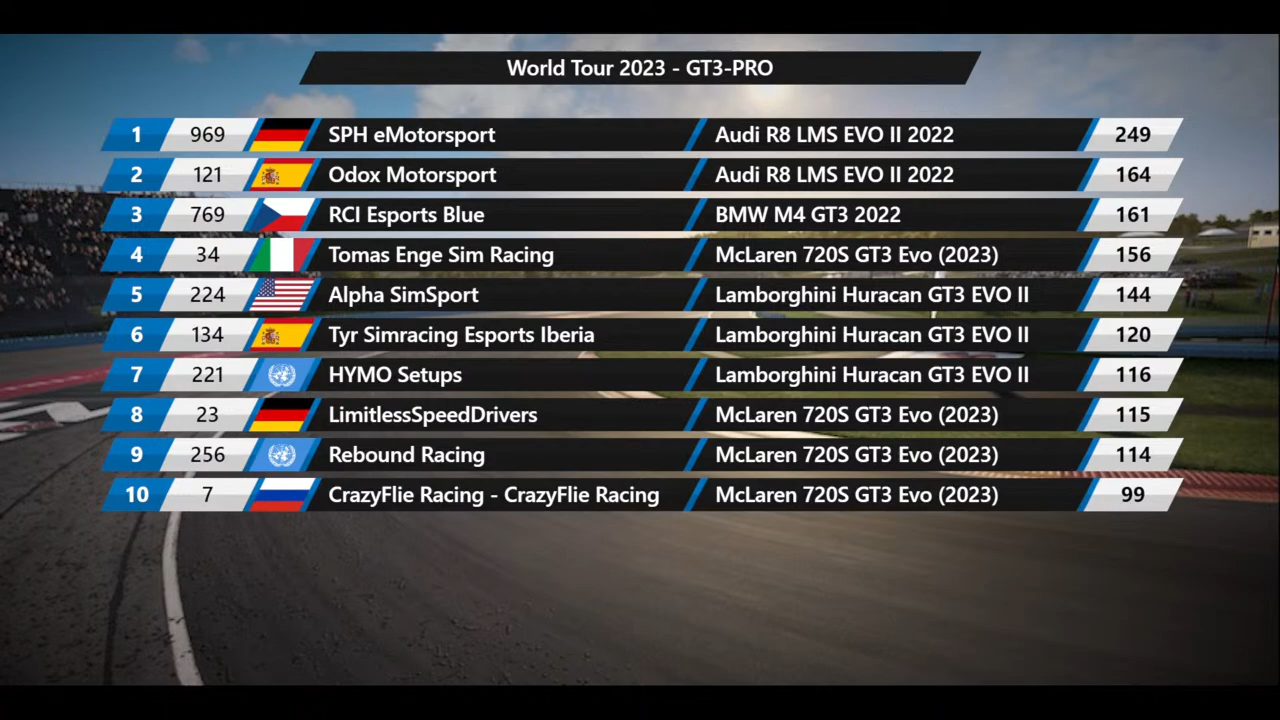 World Tour 2023 - GT3-PRO
1 969 SPH eMotorsport Audi R8 LMS EVO II 2022 249
2 121 Odox Motorsport Audi R8 LMS EVO II 2022 164
3 769 RCI Esports Blue BMW M4 GT3 2022 161
4 34 Tomas Enge Sim Racing McLaren 720S GT3 Evo (2023) 156
5 224 Alpha SimSport Lamborghini Huracan GT3 EVO II 144
6 134 Tyr Simracing Esports Iberia Lamborghini Huracan GT3 EVO II 120
7 221 HYMO Setups Lamborghini Huracan GT3 EVO II 116
8 23 LimitlessSpeedDrivers McLaren 720S GT3 Evo (2023) 115
9 256 Rebound Racing McLaren 720S GT3 Evo (2023) 114
10 7 CrazyFlie Racing - CrazyFlie Racing McLaren 720S GT3 Evo (2023) 99